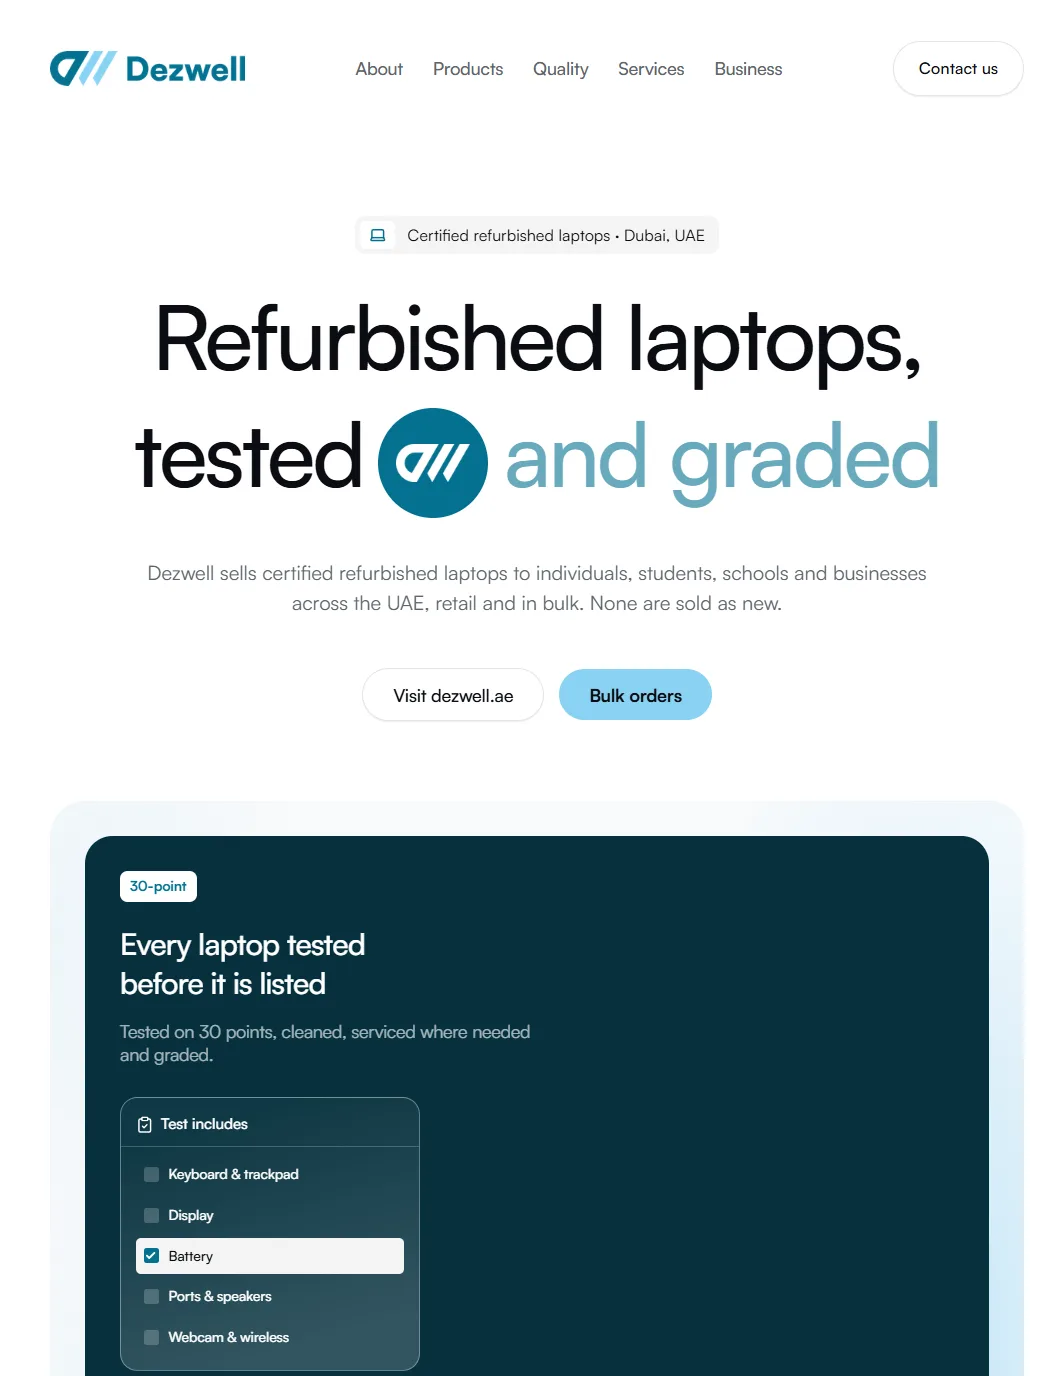 Dezwell
About
Products
Quality
Services
Business
Contact us
Certified refurbished laptops · Dubai, UAE
Refurbished laptops,
tested and graded
Dezwell sells certified refurbished laptops to individuals, students, schools and businesses
across the UAE, retail and in bulk. None are sold as new.
Visit dezwell.ae
Bulk orders
30-point
Every laptop tested
before it is listed
Tested on 30 points, cleaned, serviced where needed
and graded.
Test includes
Keyboard & trackpad
Display
Battery
Ports & speakers
Webcam & wireless